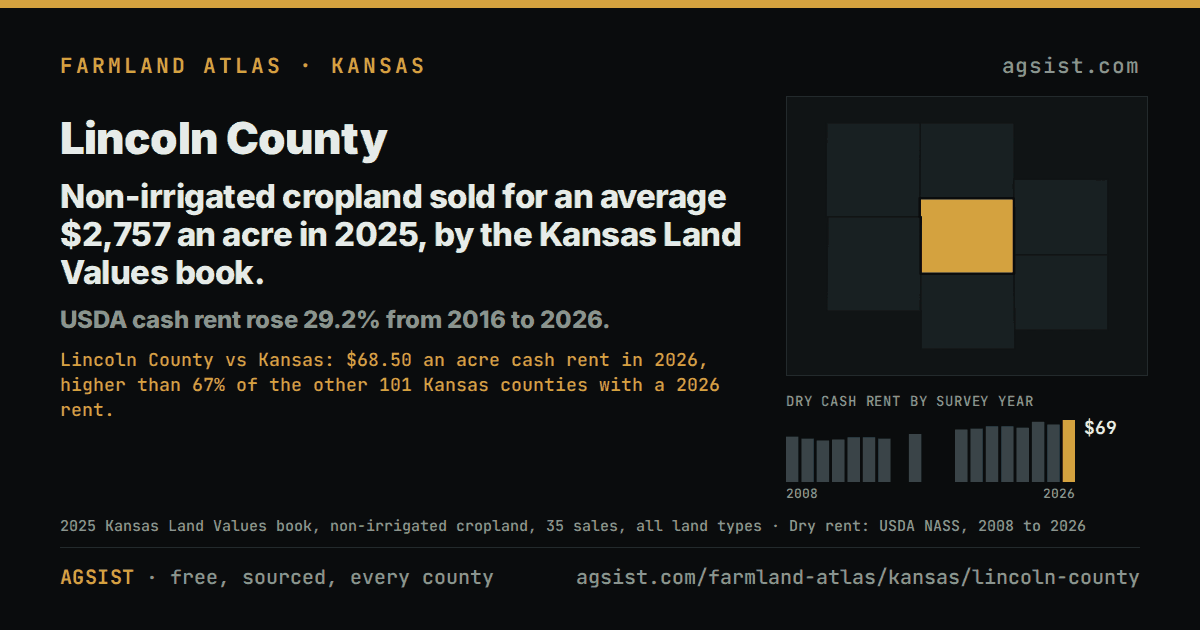 FARMLAND ATLAS · KANSAS
agsist.com
Lincoln County
Non-irrigated cropland sold for an average
$2,757 an acre in 2025, by the Kansas Land
Values book.
USDA cash rent rose 29.2% from 2016 to 2026.
Lincoln County vs Kansas: $68.50 an acre cash rent in 2026,
higher than 67% of the other 101 Kansas counties with a 2026
rent.
DRY CASH RENT BY SURVEY YEAR
$69
2008
2026
2025 Kansas Land Values book, non-irrigated cropland, 35 sales, all land types · Dry rent: USDA NASS, 2008 to 2026
AGSIST · free, sourced, every county
agsist.com/farmland-atlas/kansas/lincoln-county